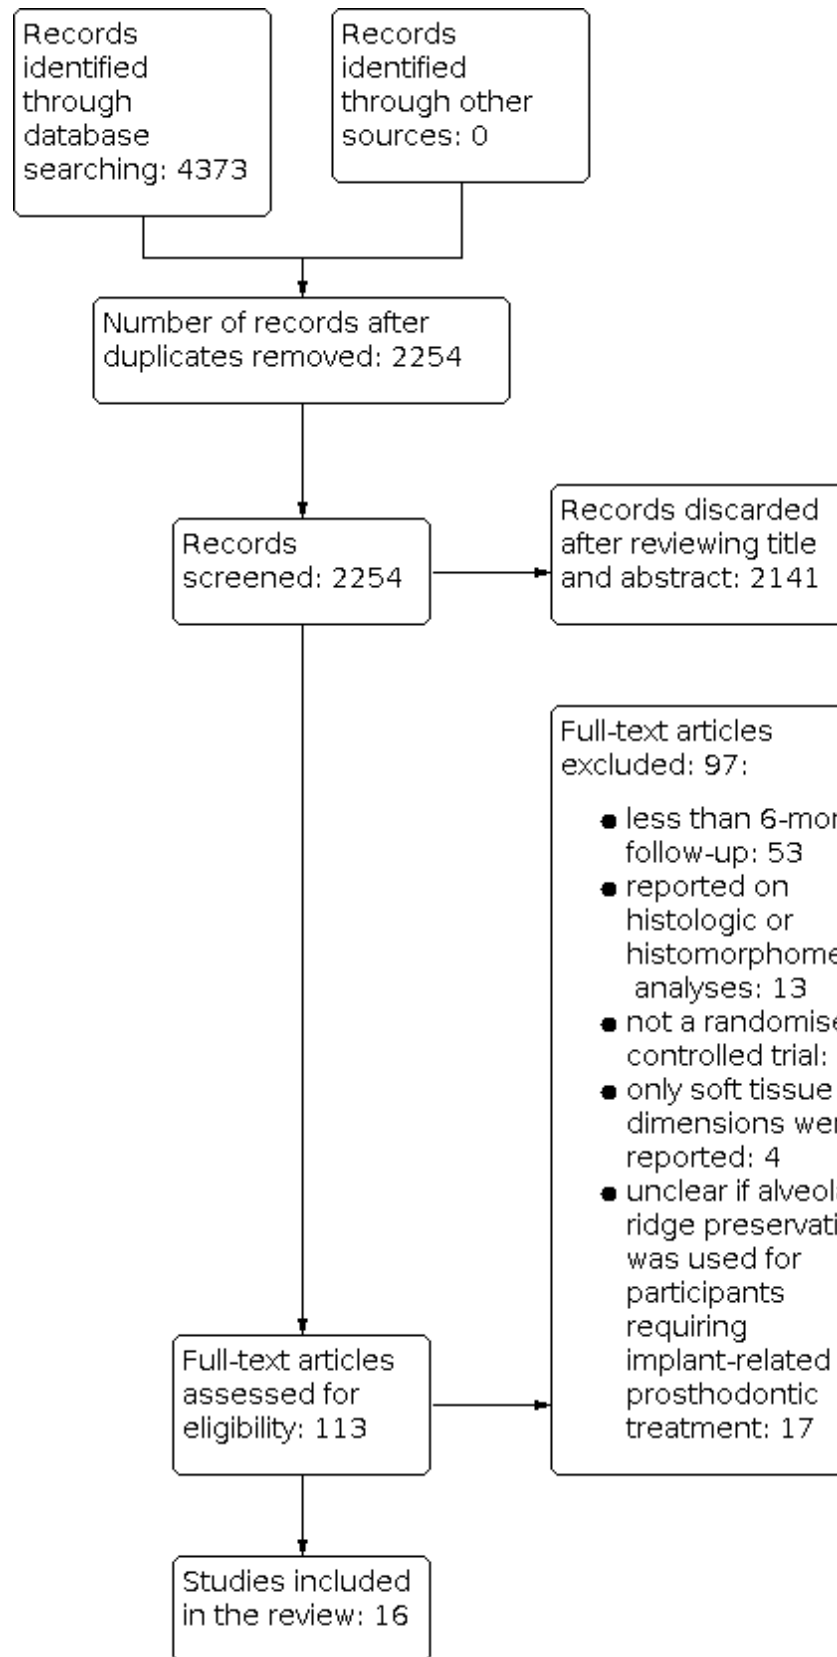 Records
identified
through
database
searching: 4373
Records
identified
through other
sources: 0
Number of records after
duplicates removed: 2254
Records
screened: 2254
Records discarded
after reviewing title
and abstract: 2141
Full-text articles
excluded: 97:
less than
follow-up: 53
reported on
histologic or
analyses: 13
not a
controlled trial:
only soft tissue
dimensions
reported: 4
unclear if
ridge
was used for
participants
requiring
implant-related
prosthodontic
treatment: 17
Full-text articles
assessed for
eligibility: 113
Studies included
in the review: 16